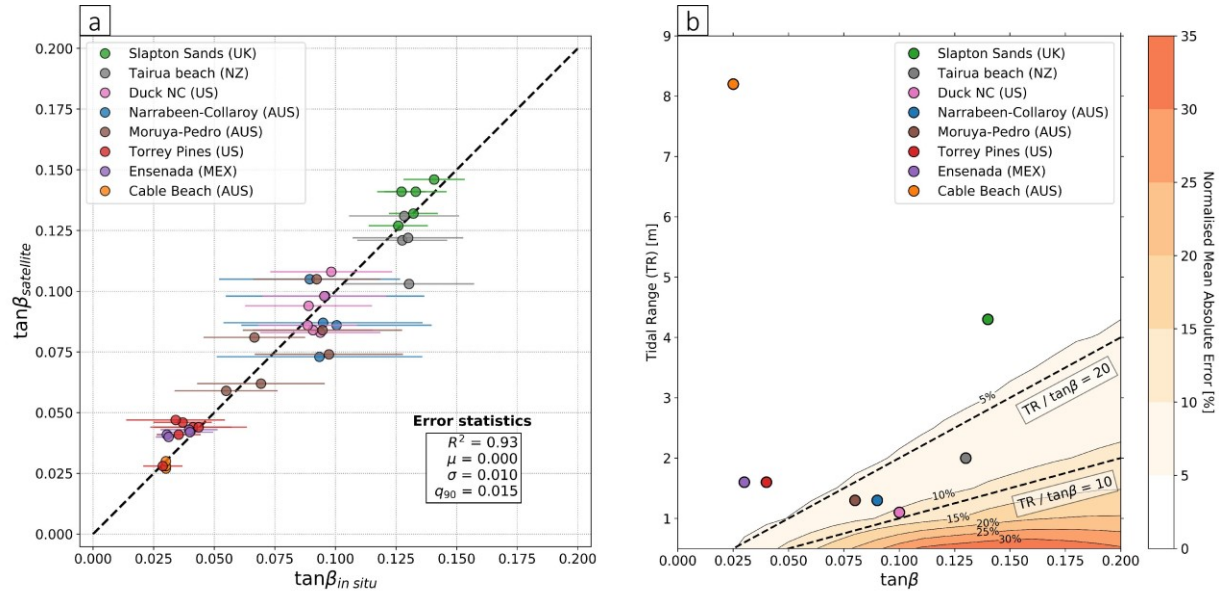 a
0.200
0.175
0.150
0.125
0.100
0.075
0.050
0.025
0.000
tanβsatellite
Slapton Sands (UK)
Tairua beach (NZ)
Duck NC (US)
Narrabeen-Collaroy (AUS)
Moruya-Pedro (AUS)
Torrey Pines (US)
Ensenada (MEX)
Cable Beach (AUS)
Error statistics
R² = 0.93
μ = 0.000
σ = 0.010
q90 = 0.015
0.000 0.025 0.050 0.075 0.100 0.125 0.150 0.175 0.200
tanβin situ
b
9
8
7
6
5
4
3
2
1
Tidal Range (TR) [m]
Slapton Sands (UK)
Tairua beach (NZ)
Duck NC (US)
Narrabeen-Collaroy (AUS)
Moruya-Pedro (AUS)
Torrey Pines (US)
Ensenada (MEX)
Cable Beach (AUS)
5%
TR / tanβ = 20
10%
TR / tanβ = 10
15%
20%
25%
30%
0.000 0.025 0.050 0.075 0.100 0.125 0.150 0.175 0.200
tanβ
35
30
25
20
15
10
5
0
Normalised Mean Absolute Error [%]